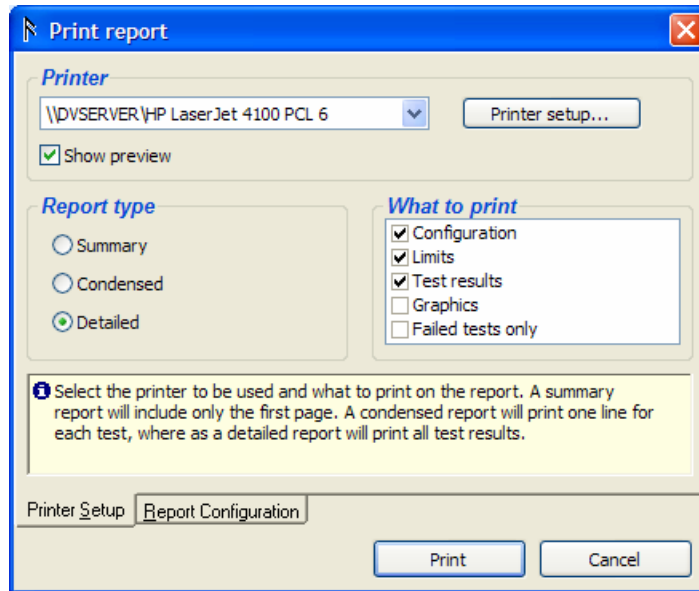 Print report
Printer
\\DVSERVER\HP LaserJet 4100 PCL 6
Printer setup...
Show preview
Report type
Summary
Condensed
Detailed
What to print
Configuration
Limits
Test results
Graphics
Failed tests only
Select the printer to be used and what to print on the report. A summary
report will include only the first page. A condensed report will print one line for
each test, where as a detailed report will print all test results.
Printer Setup
Report Configuration
Print
Cancel